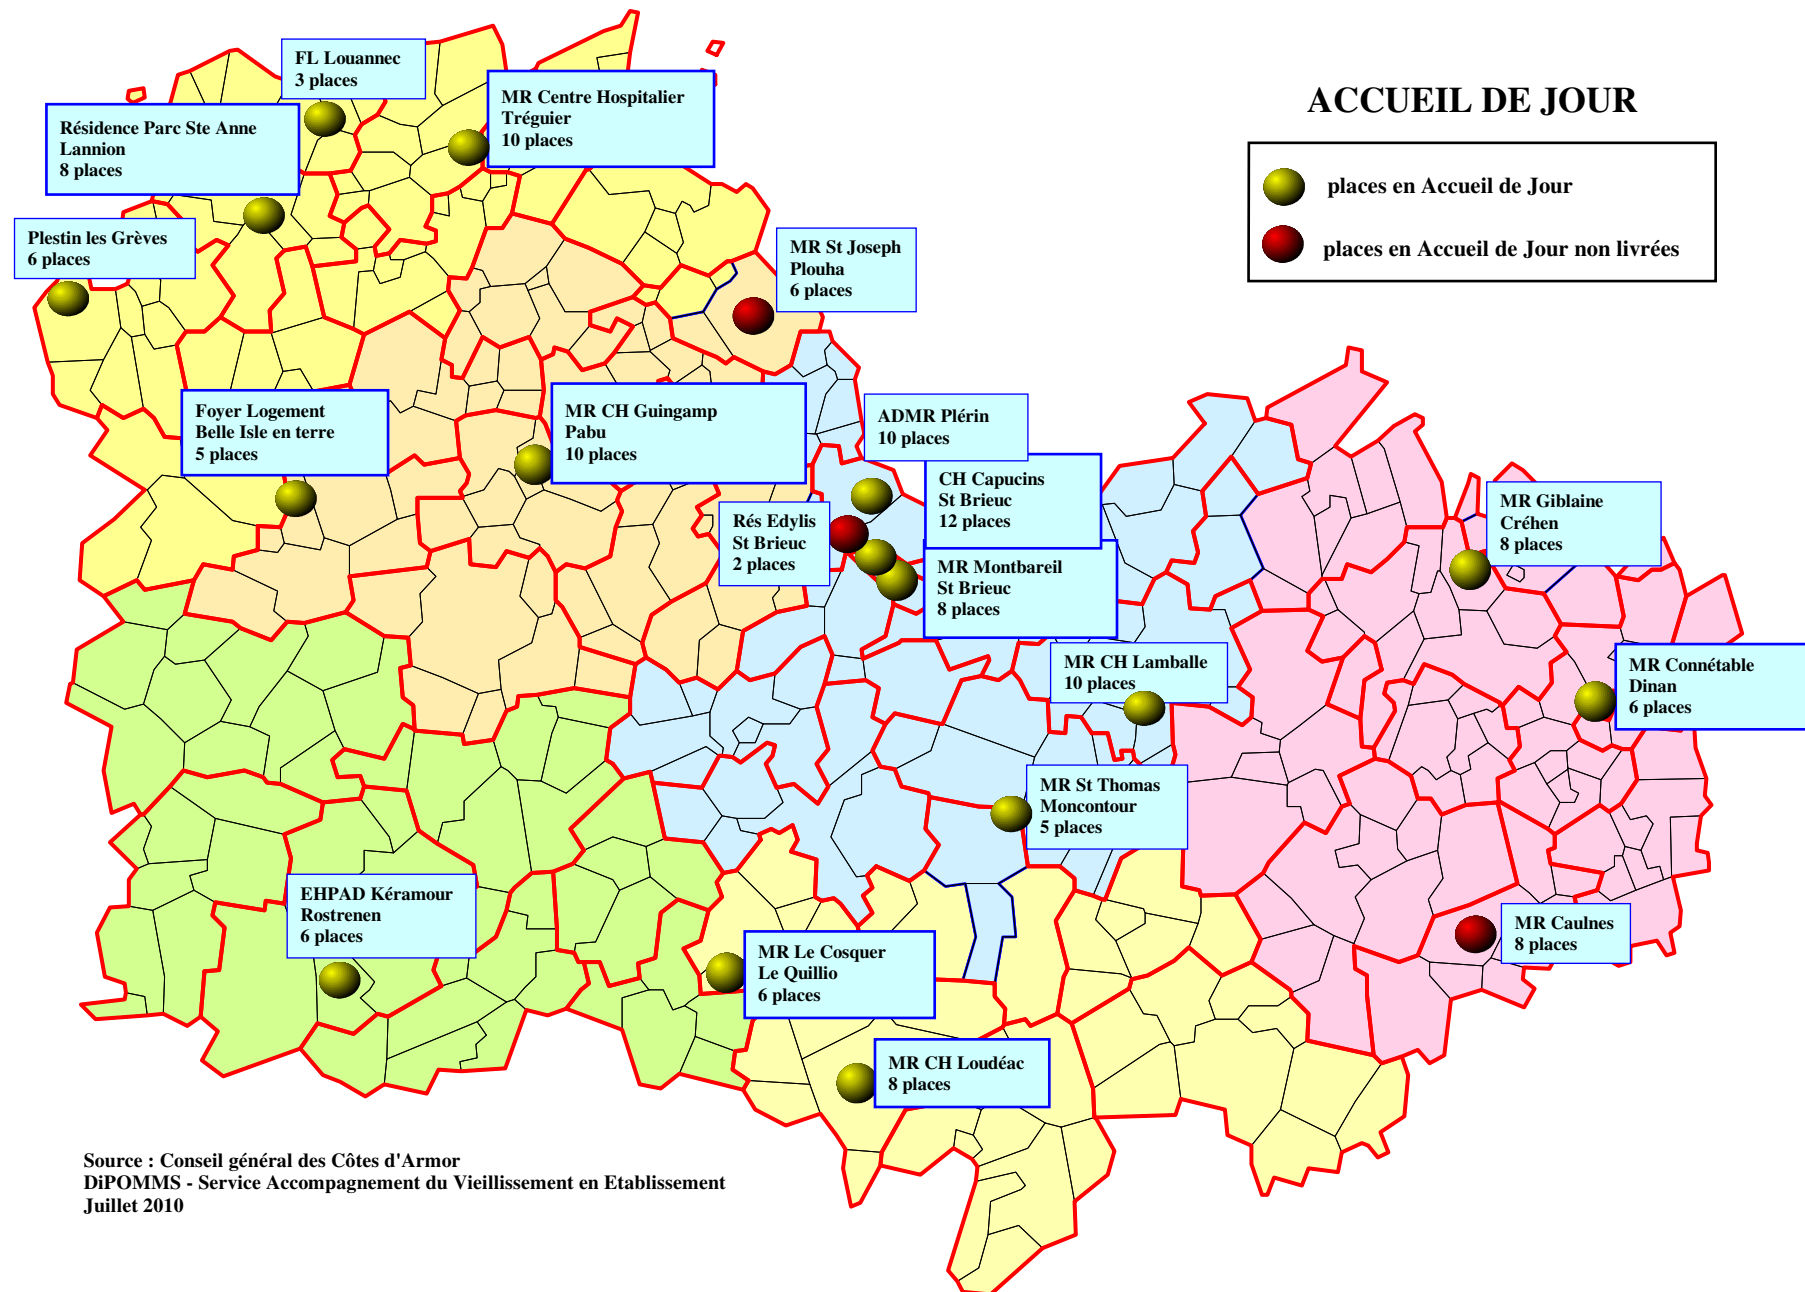 ACCUEIL DE JOUR
places en Accueil de Jour
places en Accueil de Jour non livrées
FL Louannec
3 places
MR Centre Hospitalier
Tréguier
10 places
Résidence Parc Ste Anne
Lannion
8 places
Plestin les Grèves
6 places
MR St Joseph
Plouha
6 places
Foyer Logement
Belle Isle en terre
5 places
MR CH Guingamp
Pabu
10 places
ADMR Plérin
10 places
CH Capucins
St Brieuc
12 places
Rés Edylis
St Brieuc
2 places
MR Montbareil
St Brieuc
8 places
MR Giblaine
Créhen
8 places
MR CH Lamballe
10 places
MR Connétable
Dinan
6 places
MR St Thomas
Moncontour
5 places
EHPAD Kéramour
Rostrenen
6 places
MR Le Cosquer
Le Quillio
6 places
MR Caulnes
8 places
MR CH Loudéac
8 places
Source : Conseil général des Côtes d'Armor
DiPOMMS - Service Accompagnement du Vieillissement en Etablissement
Juillet 2010